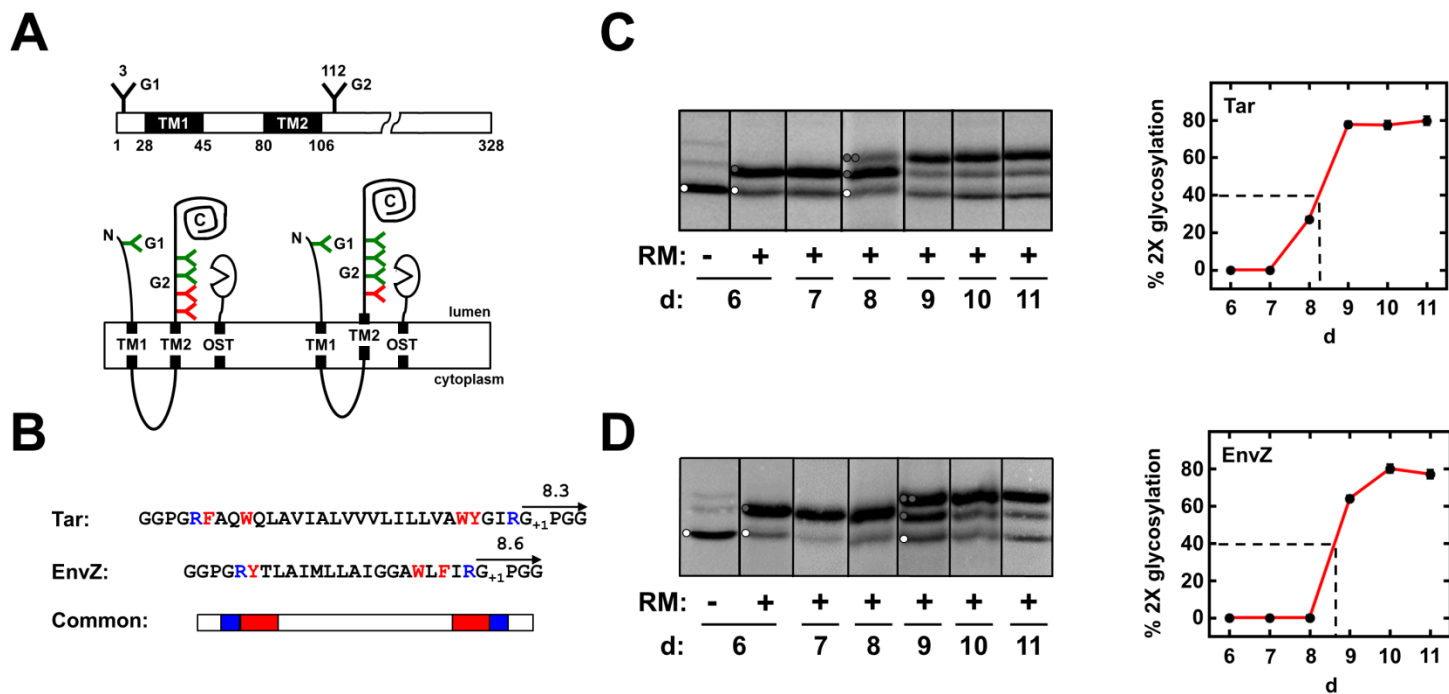 A
3
112
G1
G2
TM1
TM2
1
28
45
80
106
328
C
C
N
G1
N
G1
G2
G2
lumen
TM1
TM2
OST
TM1
TM2
OST
cytoplasm
B
8.3
Tar: GGPGRFAQWQLAVIALVVVLILLVAWYGIRG+1PGG
8.6
EnvZ: GGPGRYTLAIMLLAIGGAWLFIRG+1PGG
Common:
C
RM: - + + + + + +
d: 6 7 8 9 10 11
Tar
% 2X glycosylation
80
60
40
20
0
6 7 8 9 10 11
d
D
RM: - + + + + + +
d: 6 7 8 9 10 11
EnvZ
% 2X glycosylation
80
60
40
20
0
6 7 8 9 10 11
d